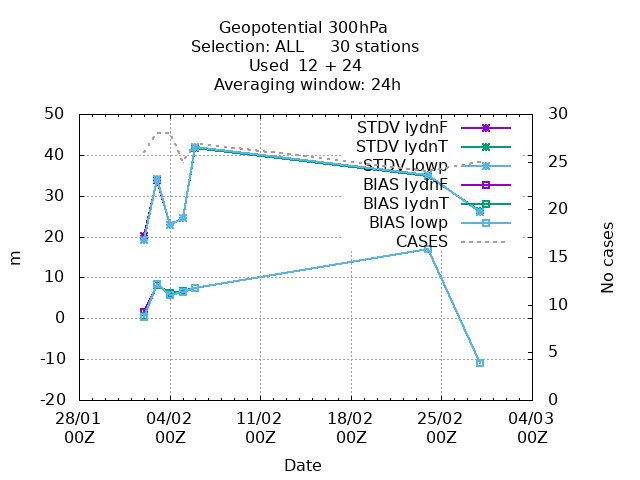 Geopotential 300hPa
Selection: ALL     30 stations
Used  12 + 24
Averaging window: 24h
50 30
STDV lydnF
STDV lydnT
40 25
STDV lowp
BIAS lydnF
30 20
BIAS lydnT
BIAS lowp
20 15
CASES
10 10
0
-10 5
-20 0
m
No cases
28/01 04/02 11/02 18/02 25/02 04/03
00Z 00Z 00Z 00Z 00Z 00Z
Date